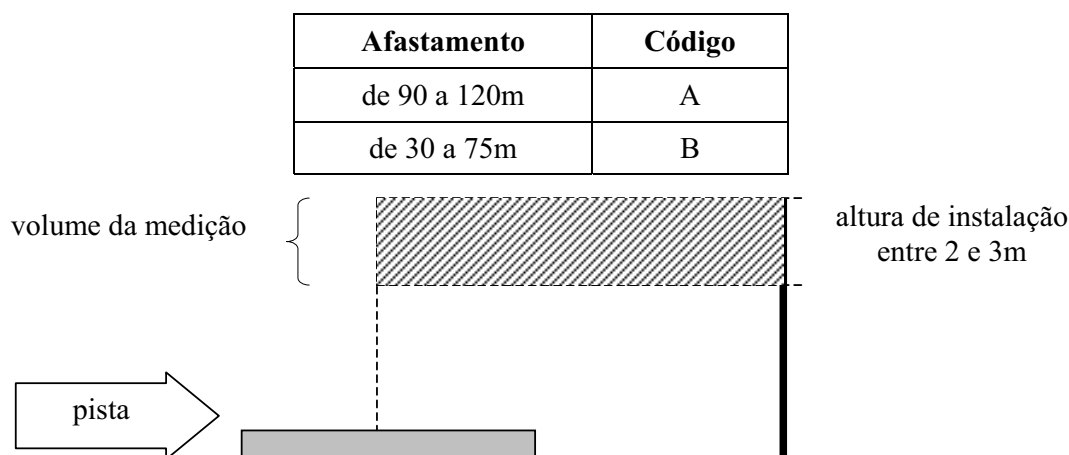 Afastamento Código
de 90 a 120m A
de 30 a 75m B
volume da medição
altura de instalação
entre 2 e 3m
pista